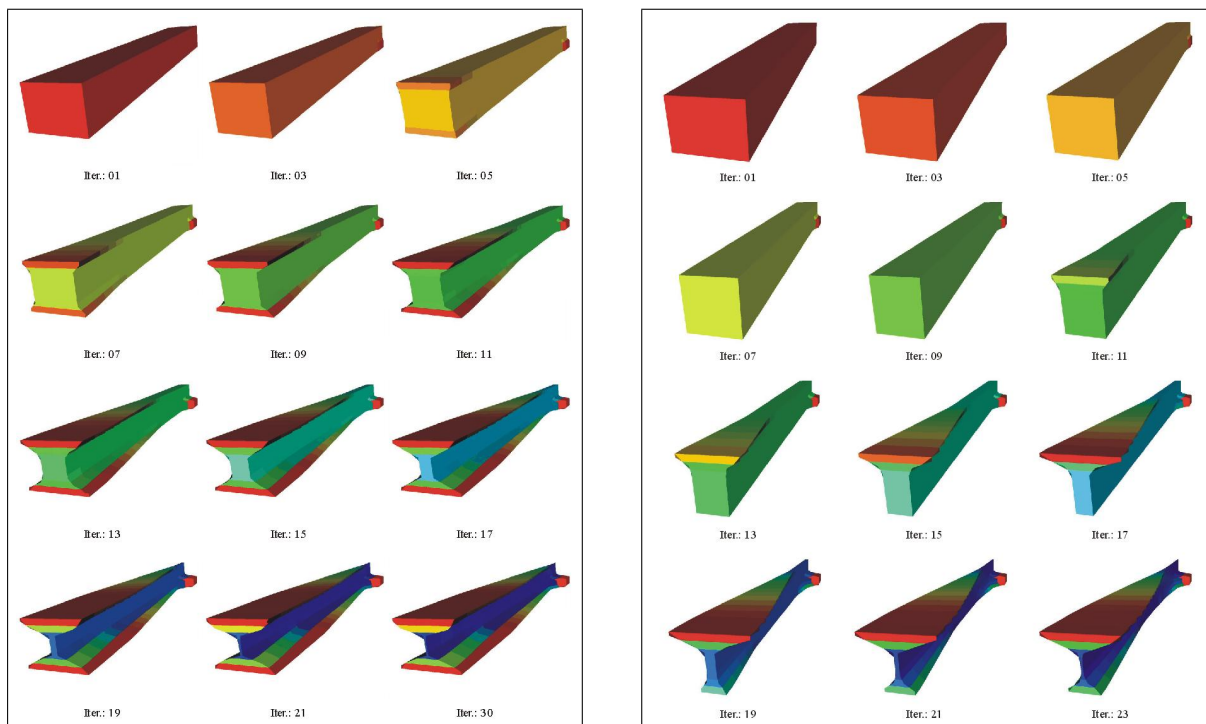 Iter.: 01 Iter.: 03 Iter.: 05
Iter.: 07 Iter.: 09 Iter.: 11
Iter.: 13 Iter.: 15 Iter.: 17
Iter.: 19 Iter.: 21 Iter.: 30
Iter.: 01 Iter.: 03 Iter.: 05
Iter.: 07 Iter.: 09 Iter.: 11
Iter.: 13 Iter.: 15 Iter.: 17
Iter.: 19 Iter.: 21 Iter.: 23